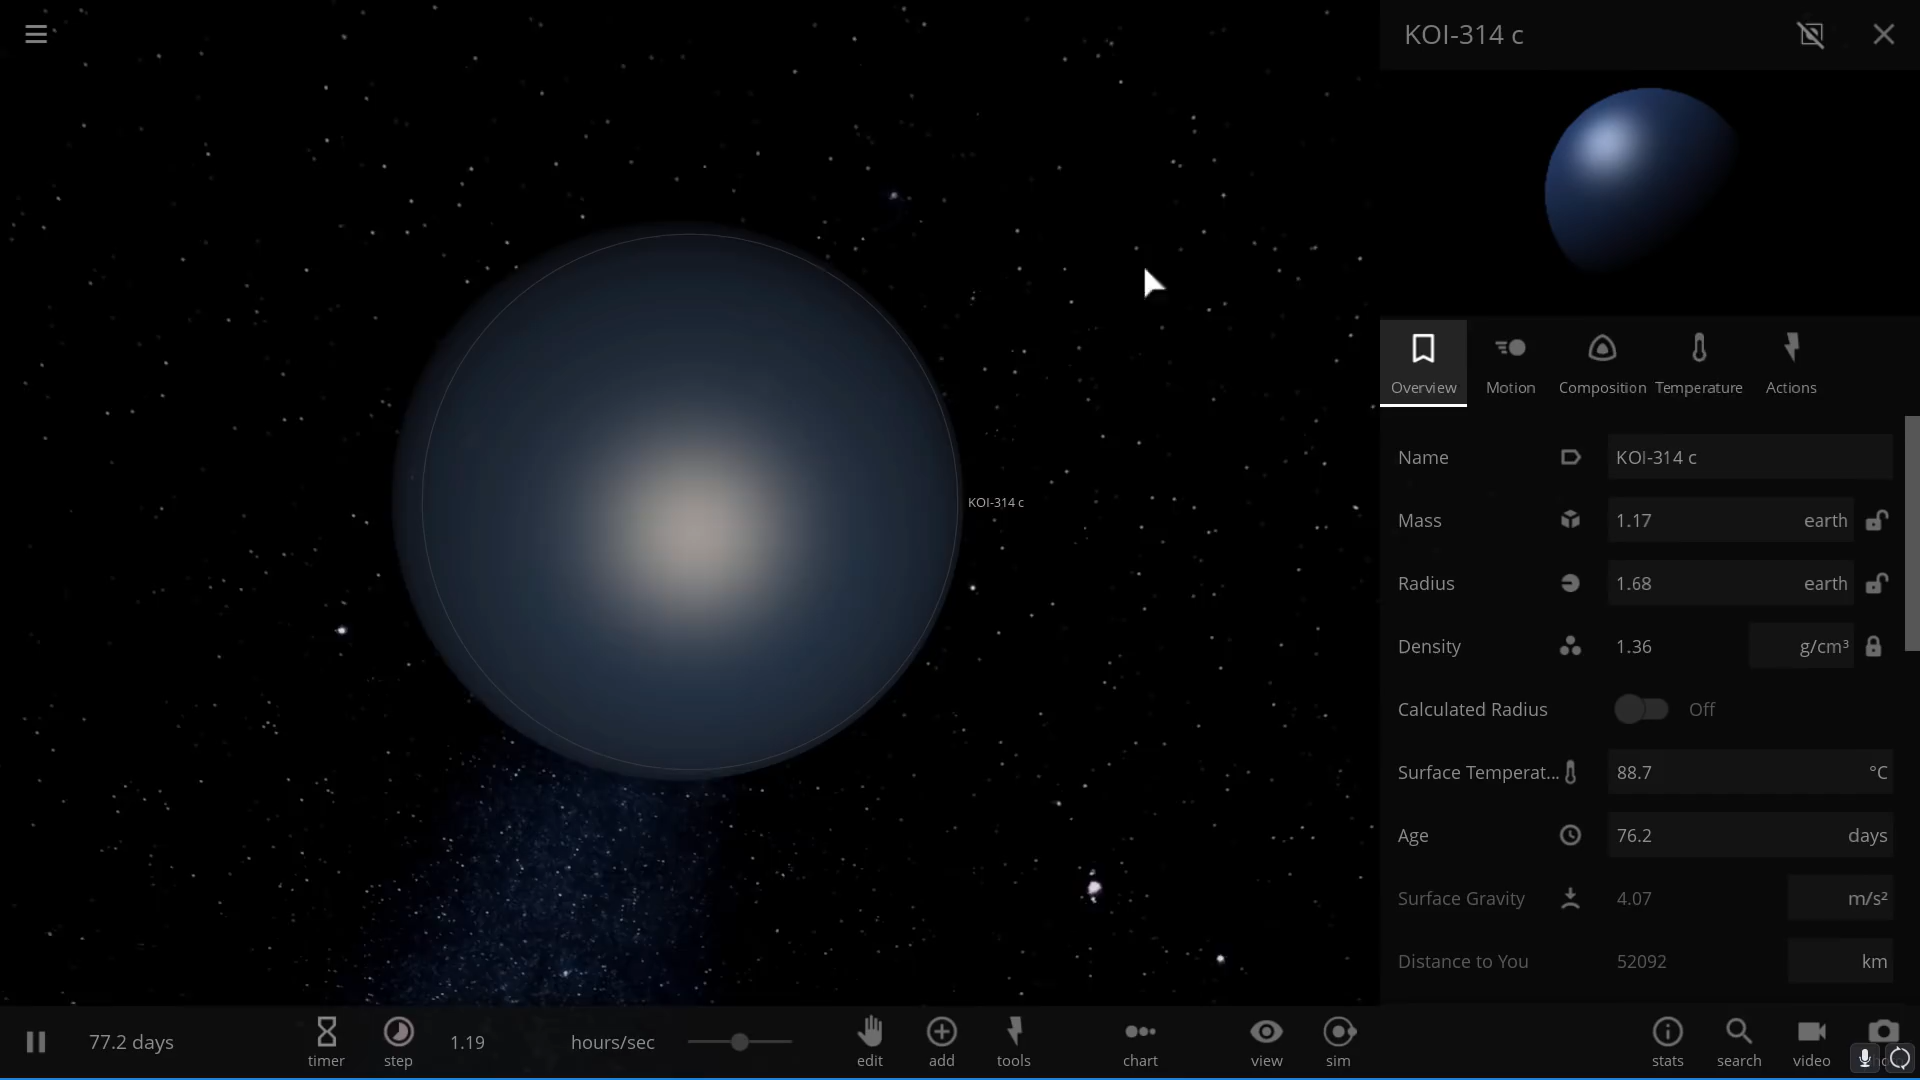 KOI-314 c
Overview Motion Composition Temperature Actions
Name KOI-314 c
KOI-314 c
Mass 1.17 earth
Radius 1.68 earth
Density 1.36 g/cm³
Calculated Radius Off
Surface Temperat... 88.7 °C
Age 76.2 days
Surface Gravity 4.07 m/s²
Distance to You 52092 km
77.2 days timer step 1.19 hours/sec edit add tools chart view sim stats search video